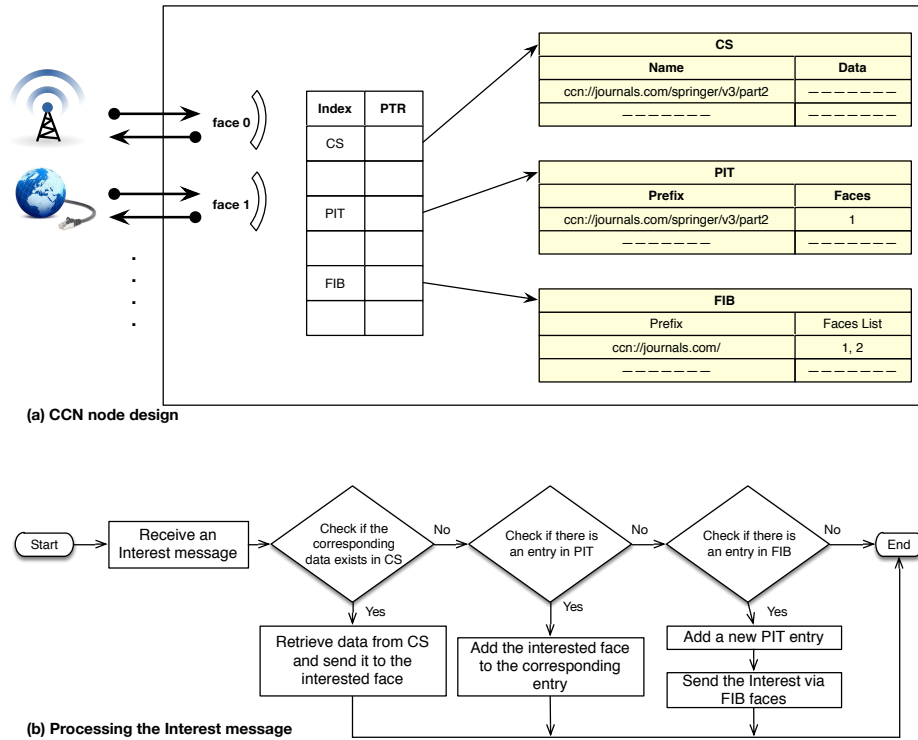 CS
Name Data
ccn://journals.com/springer/v3/part2 — — — — — — —
— — — — — — — — — — — — — —
face 0
Index PTR
CS
PIT
Prefix Faces
ccn://journals.com/springer/v3/part2 1
— — — — — — — — — — — — — —
face 1
PIT
FIB
FIB
Prefix Faces List
ccn://journals.com/ 1, 2
— — — — — — — — — — — — — —
(a) CCN node design
Start
Receive an
Interest message
Check if the
corresponding
data exists in CS
No
Check if there is
an entry in PIT
No
Check if there is
an entry in FIB
No
End
Yes
Yes
Yes
Retrieve data from CS
and send it to the
interested face
Add the interested face
to the corresponding
entry
Add a new PIT entry
Send the Interest via
FIB faces
(b) Processing the Interest message